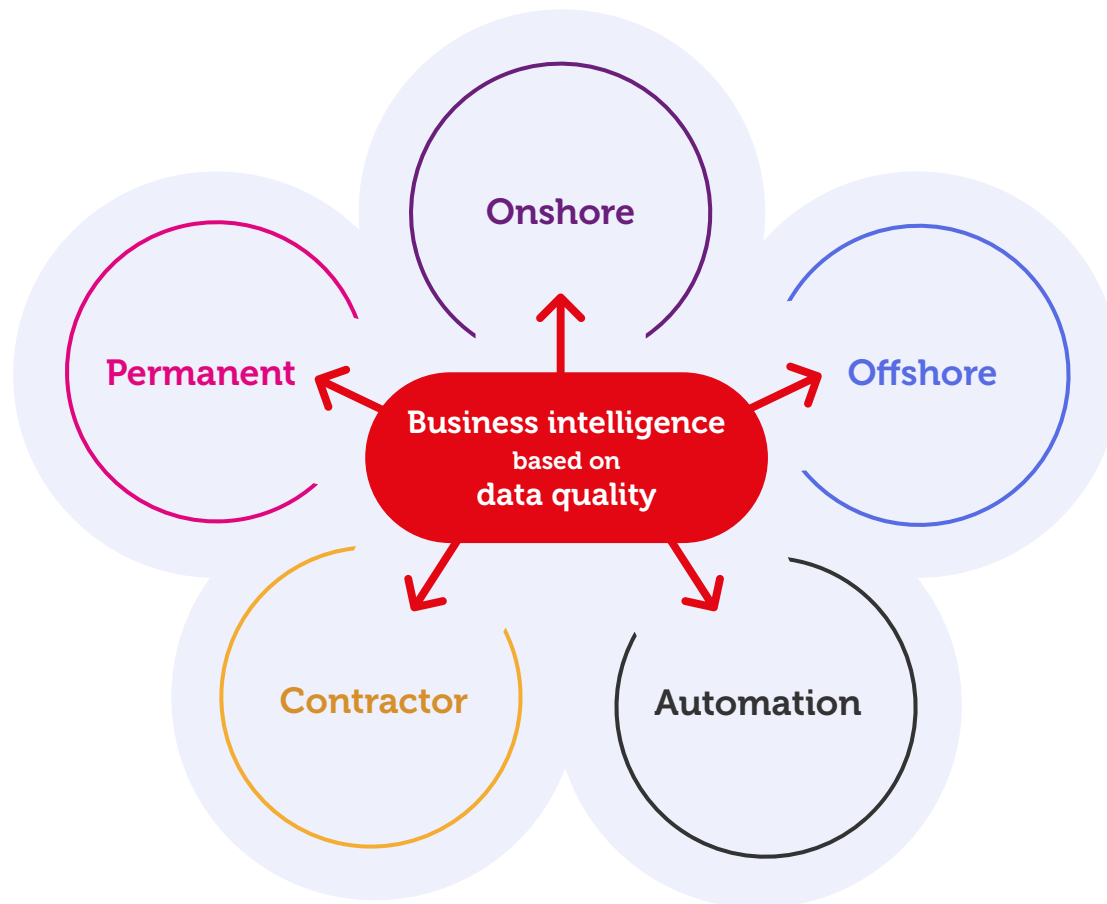 Onshore
Permanent
Offshore
Business intelligence
based on
data quality
Contractor
Automation